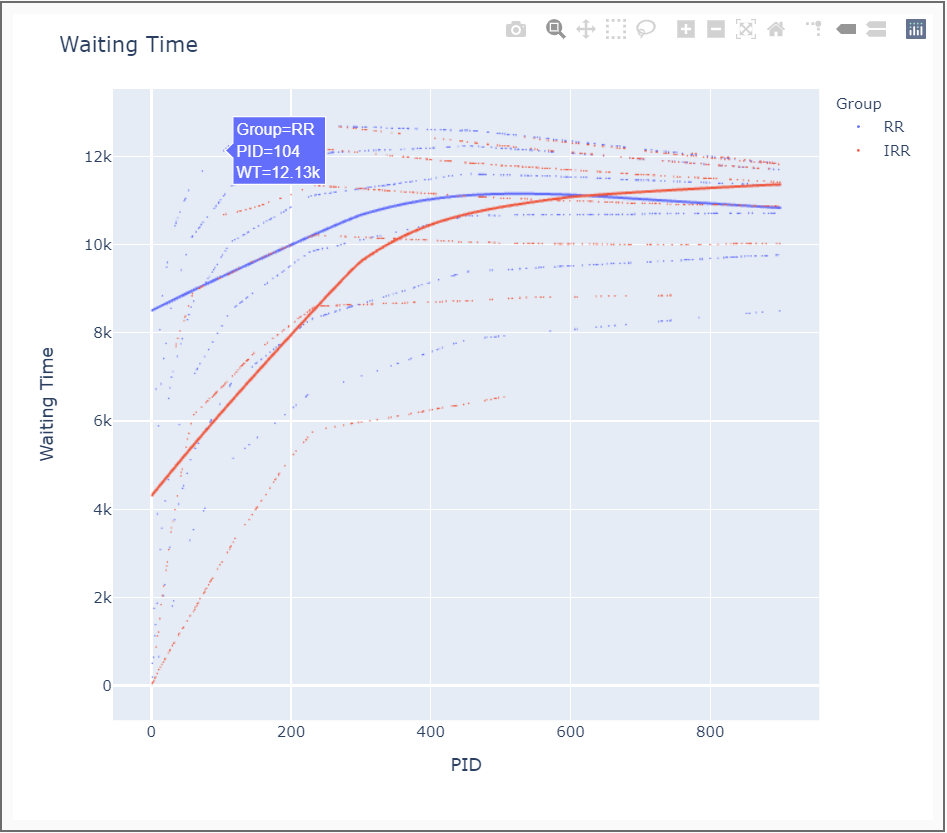 Waiting Time
Group
RR
IRR
Group=RR
PID=104
WT=12.13k
12k
10k
8k
6k
4k
2k
0
Waiting Time
0
200
400
600
800
PID